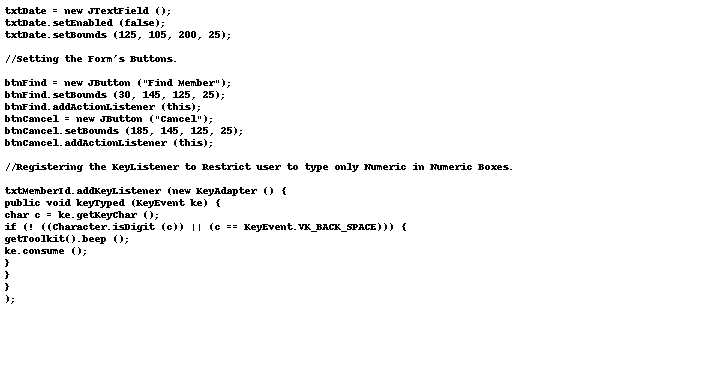 txtDate = new JTextField ();
txtDate.setEnabled (false);
txtDate.setBounds (125, 105, 200, 25);
//Setting the Form's Buttons.
btnFind = new JButton ("Find Member");
btnFind.setBounds (30, 145, 125, 25);
btnFind.addActionListener (this);
btnCancel = new JButton ("Cancel");
btnCancel.setBounds (185, 145, 125, 25);
btnCancel.addActionListener (this);
//Registering the KeyListener to Restrict user to type only Numeric in Numeric Boxes.
txtMemberId.addKeyListener (new KeyAdapter () {
public void keyTyped (KeyEvent ke) {
char c = ke.getKeyChar ();
if (! ((Character.isDigit (c)) || (c == KeyEvent.VK_BACK_SPACE))) {
getToolkit().beep ();
ke.consume ();
}
}
}
);